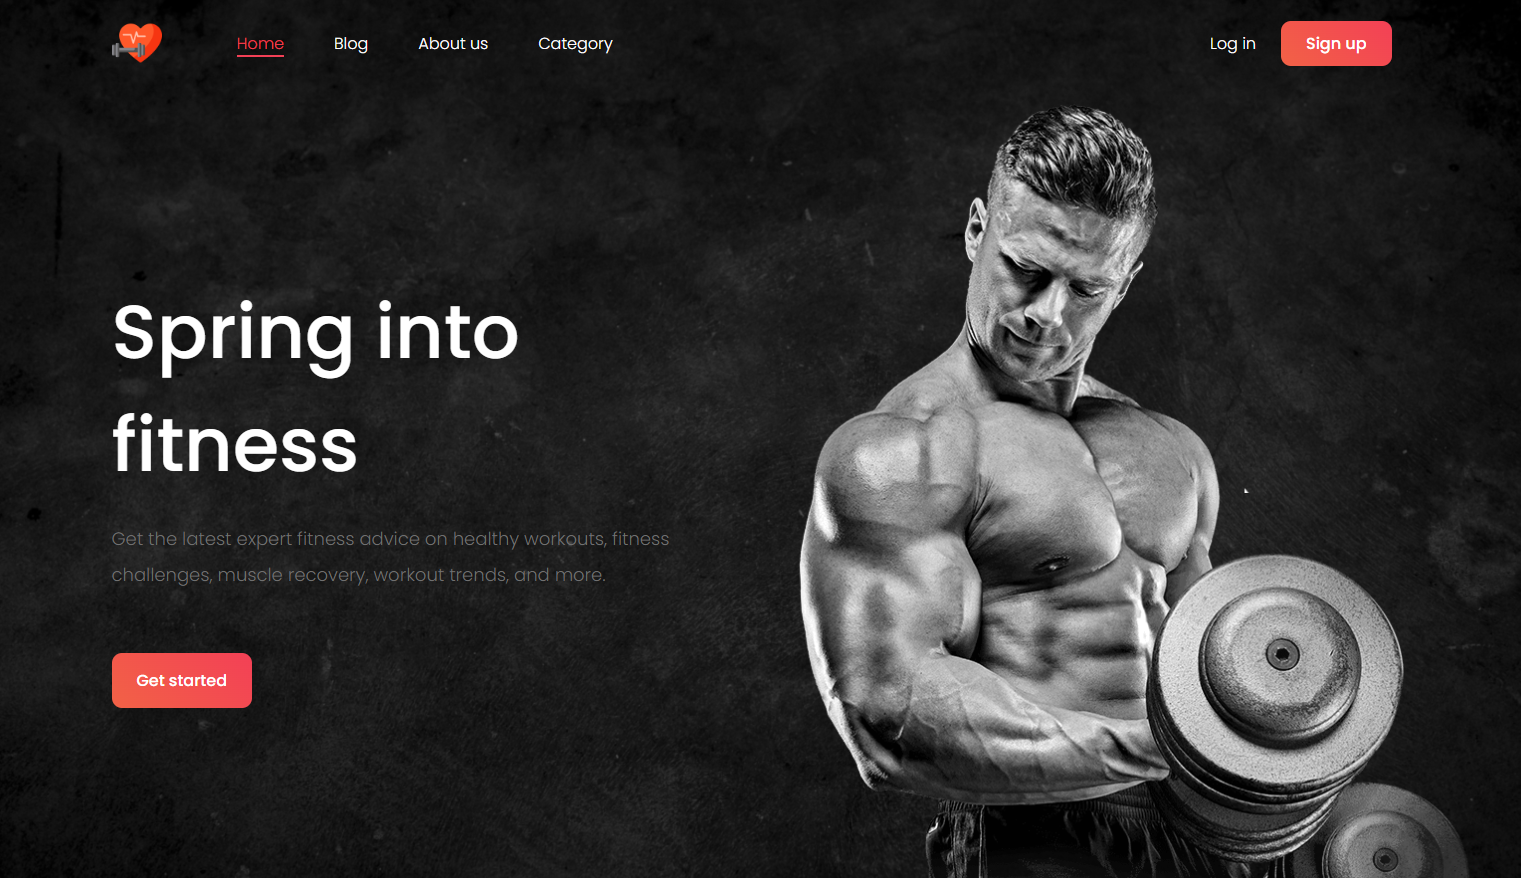 Home Blog About us Category Log in Sign up
Spring into
fitness
Get the latest expert fitness advice on healthy workouts, fitness
challenges, muscle recovery, workout trends, and more.
Get started